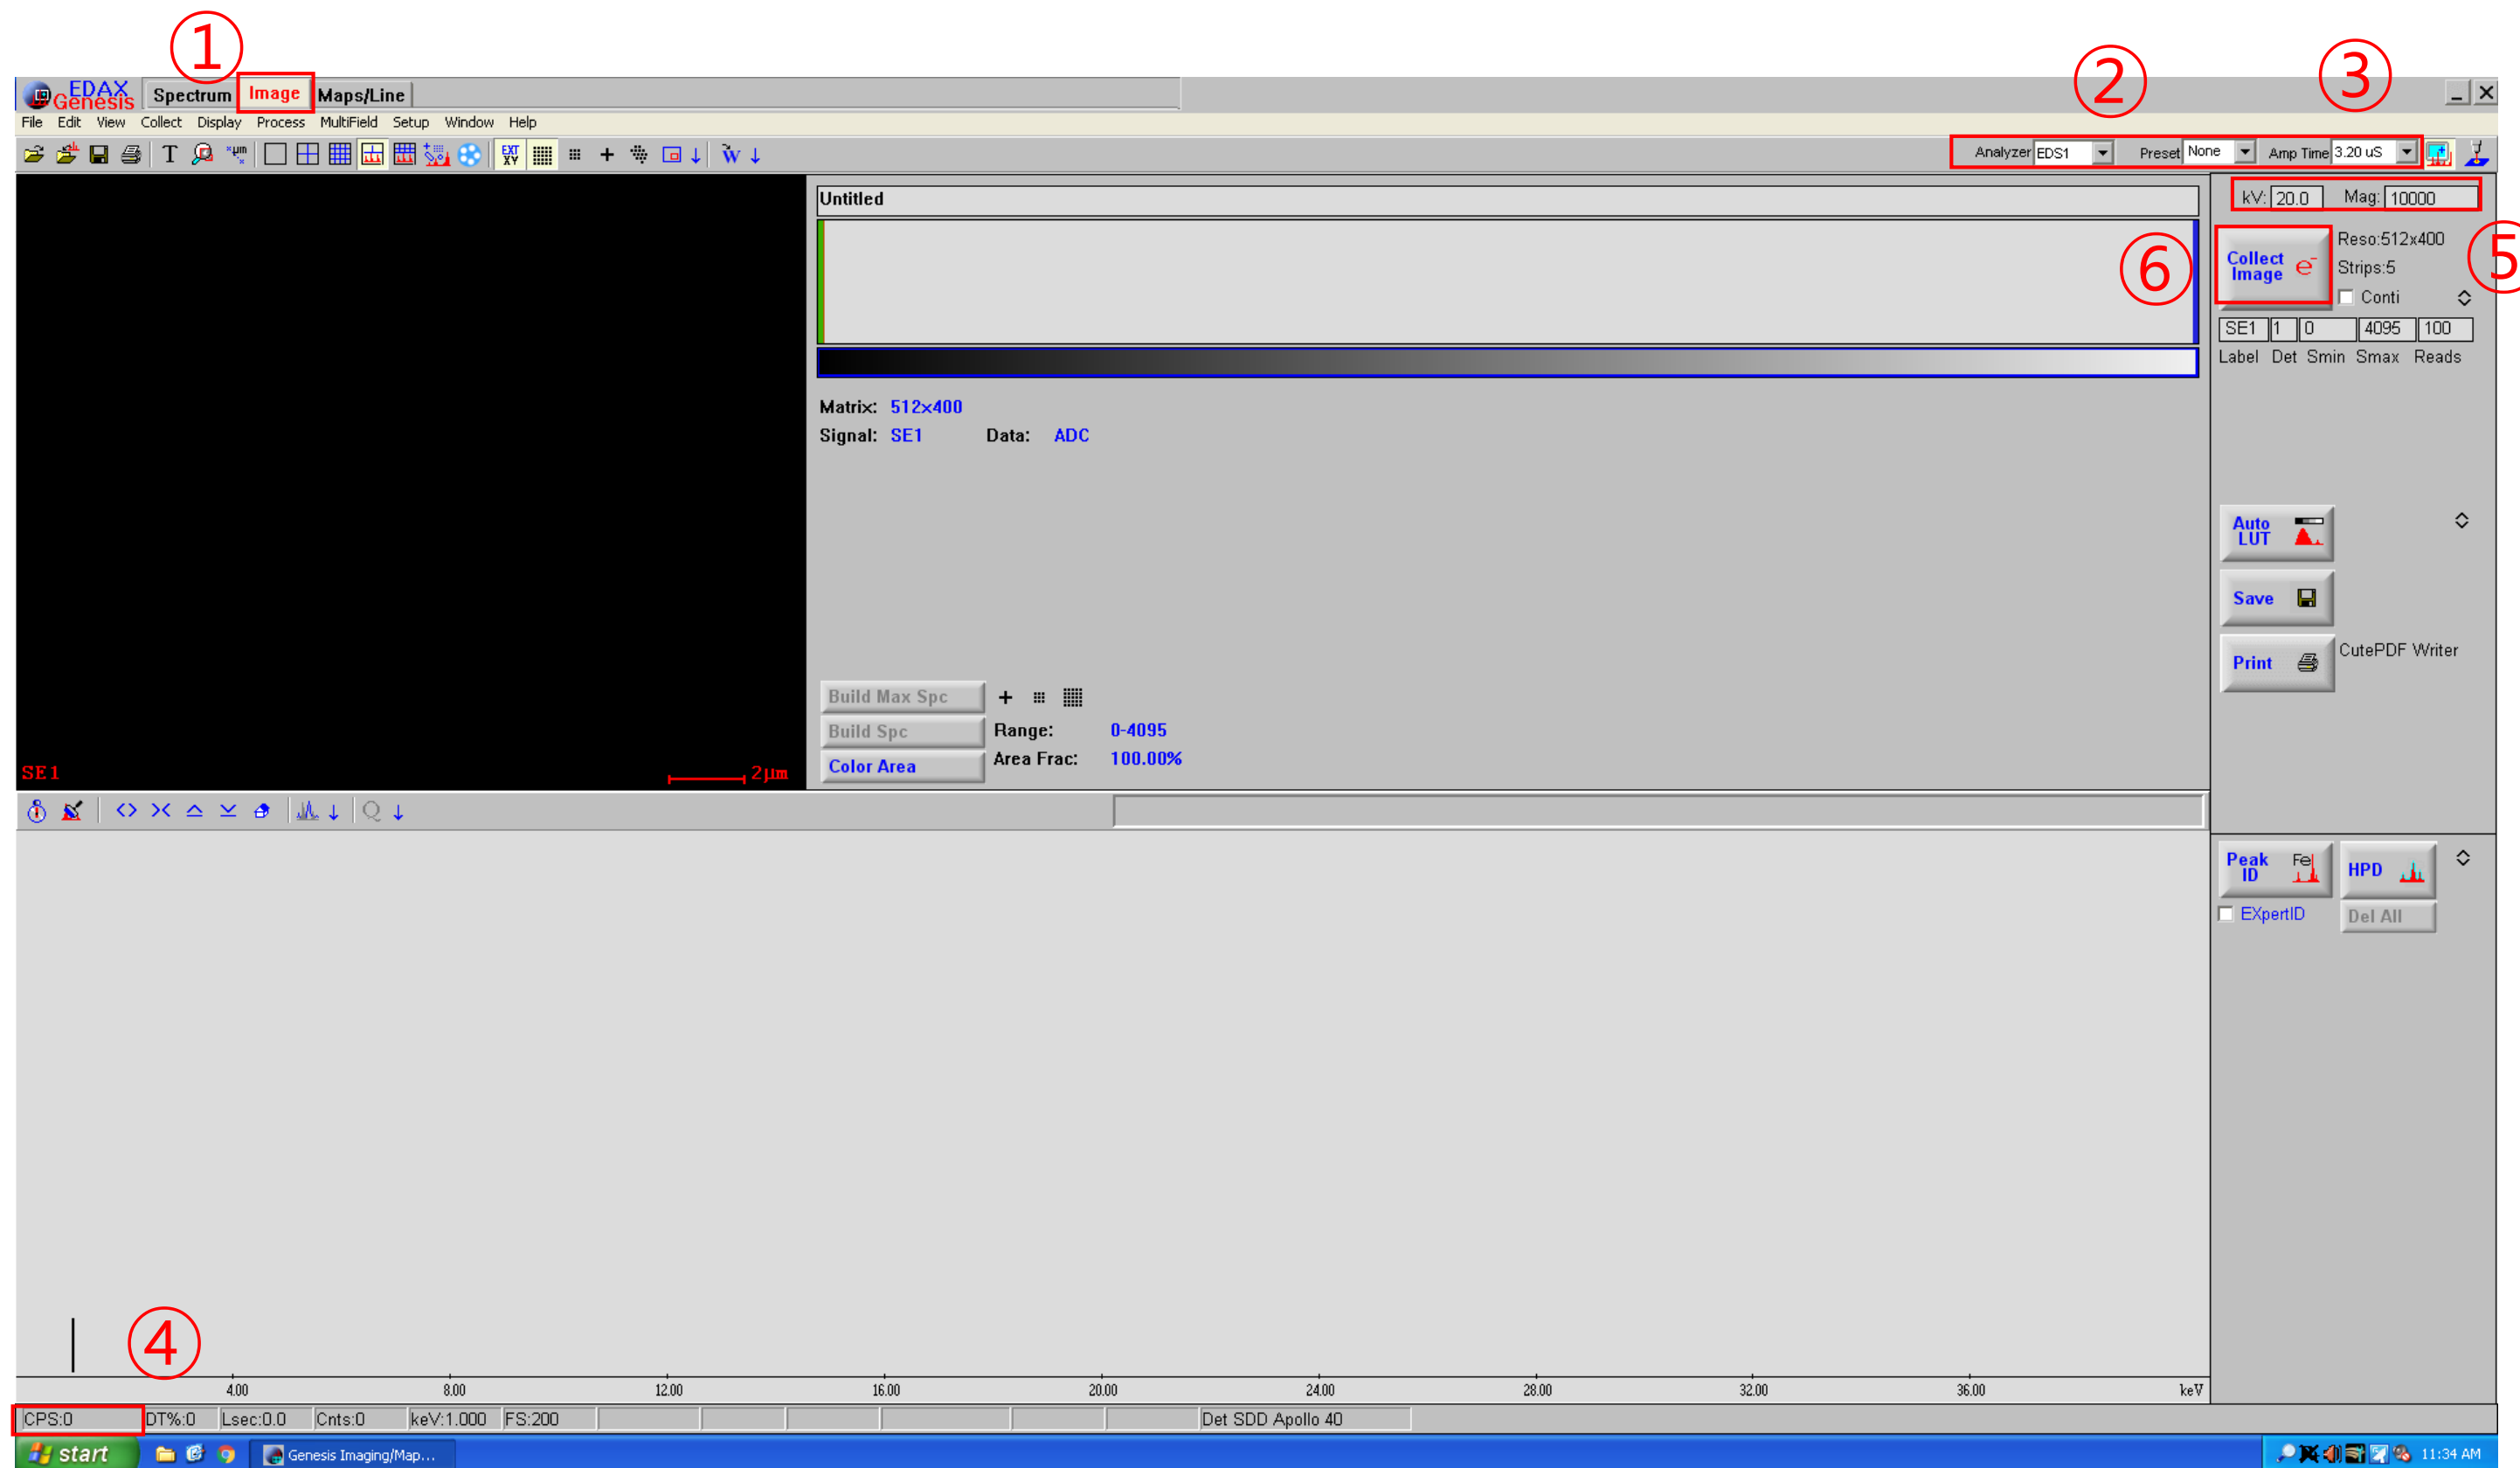 ①
②
③
EDAX
Genesis
Spectrum Image Maps/Line
File Edit View Collect Display Process MultiField Setup Window Help
T
EXT
XY
W
Analyzer EDS1 Preset None Amp Time 3.20 uS
Untitled
kV: 20.0 Mag: 10000
⑥
Collect
Image e-
Reso:512x400
Strips:5
Conti
⑤
SE1 1 0 4095 100
Label Det Smin Smax Reads
Matrix: 512x400
Signal: SE1 Data: ADC
Auto
LUT
Save
Print
CutePDF Writer
Build Max Spc
Build Spc
Color Area
Range: 0-4095
Area Frac: 100.00%
SE1
2µm
Q
Peak
ID
Fe
HPD
EXpertID
Del All
④
4.00 8.00 12.00 16.00 20.00 24.00 28.00 32.00 36.00 keV
CPS:0 DT%:0 Lsec:0.0 Cnts:0 keV:1.000 FS:200 Det SDD Apollo 40
start
Genesis Imaging/Map...
11:34 AM